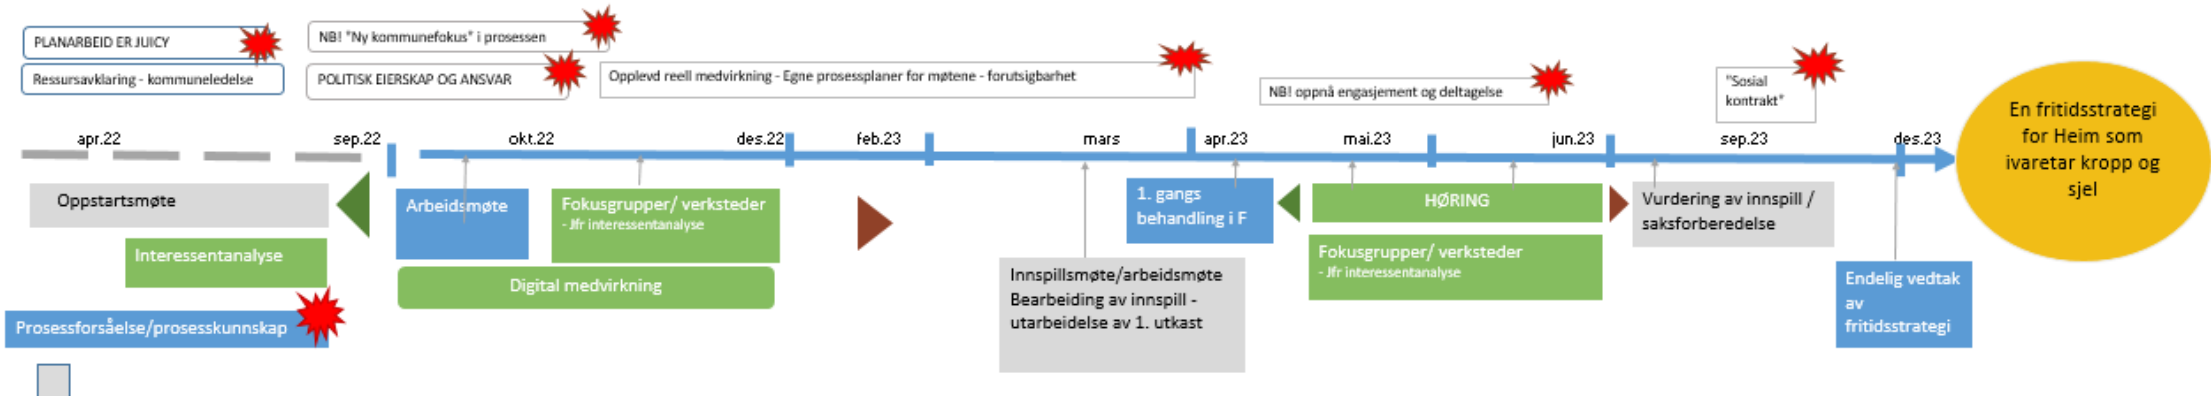 PLANARBEID ER JUICY
Ressursavklaring - kommuneledelse
NB! "Ny kommunefokus" i prosessen
POLITISK EIERSKAP OG ANSVAR
Opplevd reell medvirkning - Egne prosessplaner for møtene - forutsigbarhet
NB! oppnå engasjement og deltagelse
"Sosial
kontrakt"
apr.22
sep.22
okt.22
des.22
feb.23
mars
apr.23
mai.23
jun.23
sep.23
des.23
En fritidsstrategi
for Heim som
ivaretar kropp og
sjel
Oppstartsmøte
Interessentanalyse
Prosessforsåelse/prosesskunnskap
Arbeidsmøte
Fokusgrupper/ verksteder
- Jfr interessentanalyse
Digital medvirkning
Innspillsmøte/arbeidsmøte
Bearbeiding av innspill -
utarbeidelse av 1. utkast
1. gangs
behandling i F
HØRING
Fokusgrupper/ verksteder
- Jfr interessentanalyse
Vurdering av innspill /
saksforberedelse
Endelig vedtak
av
fritidsstrategi